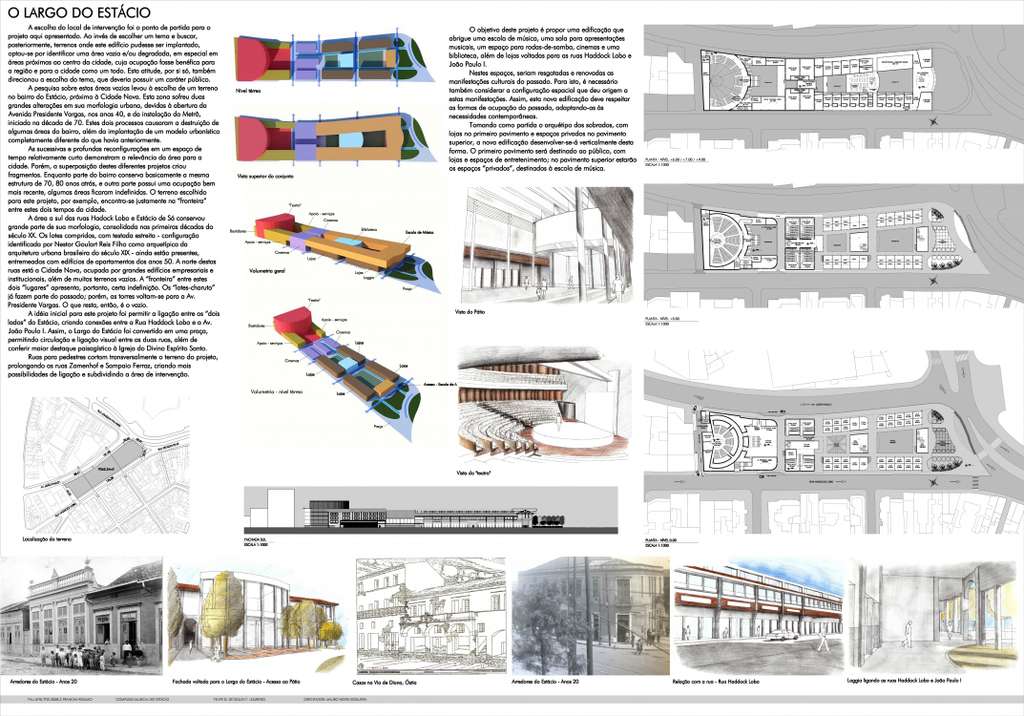 O LARGO DO ESTÁCIO
A escolha do local de intervenção foi o ponto de partida para o
projeto aqui apresentado. Ao invés de escolher um tema e buscar,
posteriormente, terrenos onde este edifício pudesse ser implantado,
optou-se por identificar uma área vazia e/ou degradada, em especial em
áreas próximas ao centro da cidade, cuja ocupação fosse benéfica para
a região e para a cidade como um todo. Esta atitude, por si só, também
direcionou a escolha do tema, que deveria possuir um caráter público.
A pesquisa sobre estas áreas vazias levou à escolha de um terreno
no bairro do Estácio, próximo à Cidade Nova. Esta zona sofreu duas
grandes alterações em sua morfologia urbana, devidos à abertura da
Avenida Presidente Vargas, nos anos 40, e da instalação do Metrô,
iniciada na década de 70. Estes dois processos causaram a destruição de
algumas áreas do bairro, além da implantação de um modelo urbanístico
completamente diferente do que havia anteriormente.
As sucessivas e profundas reconfigurações em um espaço de
tempo relativamente curto demonstram a relevância da área para a
cidade. Porém, a superposição destes diferentes projetos criou
fragmentos. Enquanto parte do bairro conserva basicamente a mesma
estrutura de 70, 80 anos atrás, e outra parte possui uma ocupação bem
mais recente, algumas áreas ficaram indefinidas. O terreno escolhido
para este projeto, por exemplo, encontra-se justamente na "fronteira"
entre estes dois tempos da cidade.
A área a sul das ruas Hadock Lobo e Estácio de Sá conservou
grande parte de sua morfologia, consolidada nas primeiras décadas do
século XX. Os lotes compridos, com testada estreita - configuração
identificada por Nestor Goulart Reis Filho como arquetípica da
arquitetura urbana brasileira do século XIX - ainda estão presentes,
entremeadas com edifícios de apartamentos dos anos 50. A norte destas
ruas está a Cidade Nova, ocupado por grandes edifícios empresariais e
institucionais, além de muitos terrenos vazios. A "fronteira" entre estes
dois "lugares" apresenta, portanto, certa indefinição. Os "lotes-charuto"
já fazem parte do passado; porém, as torres voltam-se para a Av.
Presidente Vargas. O que resta, então, é o vazio.
A idéia inicial para este projeto foi permitir a ligação entre os "dois
lados" do Estácio, criando conexões entre a Rua Haddock Lobo e a Av.
João Paulo I. Assim, o Largo do Estácio foi convertido em uma praça,
permitindo circulação e ligação visual entre as duas ruas, além de
conferir maior destaque paisagístico à Igreja do Divino Espírito Santo.
Ruas para pedestres cortam transversalmente o terreno do projeto,
prolongando as ruas Zamenhof e Sampaio Ferraz, criando mais
possibilidades de ligação e subdividindo a área de intervenção.
Localização do terreno
Nível térreo
Vista superior do conjunto
"Teatro"
Apoio - serviços
Cinemas
Bastidores
Biblioteca
Escola de Música
Apoio - serviços
Cinema
Lojas
Lojas
Loggia
Volumetria geral
Praça
"Teatro"
Apoio - serviços
Bastidores
Cinema
Apoio - serviços
Lojas
Cinemas
Lojas
Lojas
Acesso - Escola de M
Volumetria - nível térreo
Lojas
Praça
FACHADA SUL
ESCALA 1:1000
O objetivo deste projeto é propor uma edificação que
abrigue uma escola de música, uma sala para apresentações
musicais, um espaço para rodas-de-samba, cinemas e uma
biblioteca, além de lojas voltados para as ruas Haddock Lobo e
João Paulo I.
Nestes espaços, seriam resgatadas e renovadas as
manifestações culturais do passado. Para isto, é necessário
também considerar a configuração espacial que deu origem a
estas manifestações. Assim, esta nova edificação deve respeitar
as formas de ocupação do passado, adaptando-as às
necessidades contemporâneas.
Tomando como partida o arquétipo dos sobrados, com
lojas no primeiro pavimento e espaços privados no pavimento
superior, a nova edificação desenvolver-se-á verticalmente desta
forma. O primeiro pavimento será destinado ao público, com
lojas e espaços de entretenimento; no pavimento superior estarão
os espaços "privados", destinados à escola de música.
Vista do Pátio
Vista do "teatro"
ESCALA 1:1000
ESCALA 1:1000
ESCALA 1:1000
Arredores do Estácio - Anos 20
Fachada voltada para o Largo do Estácio - Acesso ao Pátio
Casas na Via de Diana, Óstia
Arredores do Estácio - Anos 20
Relação com a rua - Rua Haddock Lobo
Loggia ligando as ruas Haddock Lobo e João Paulo I